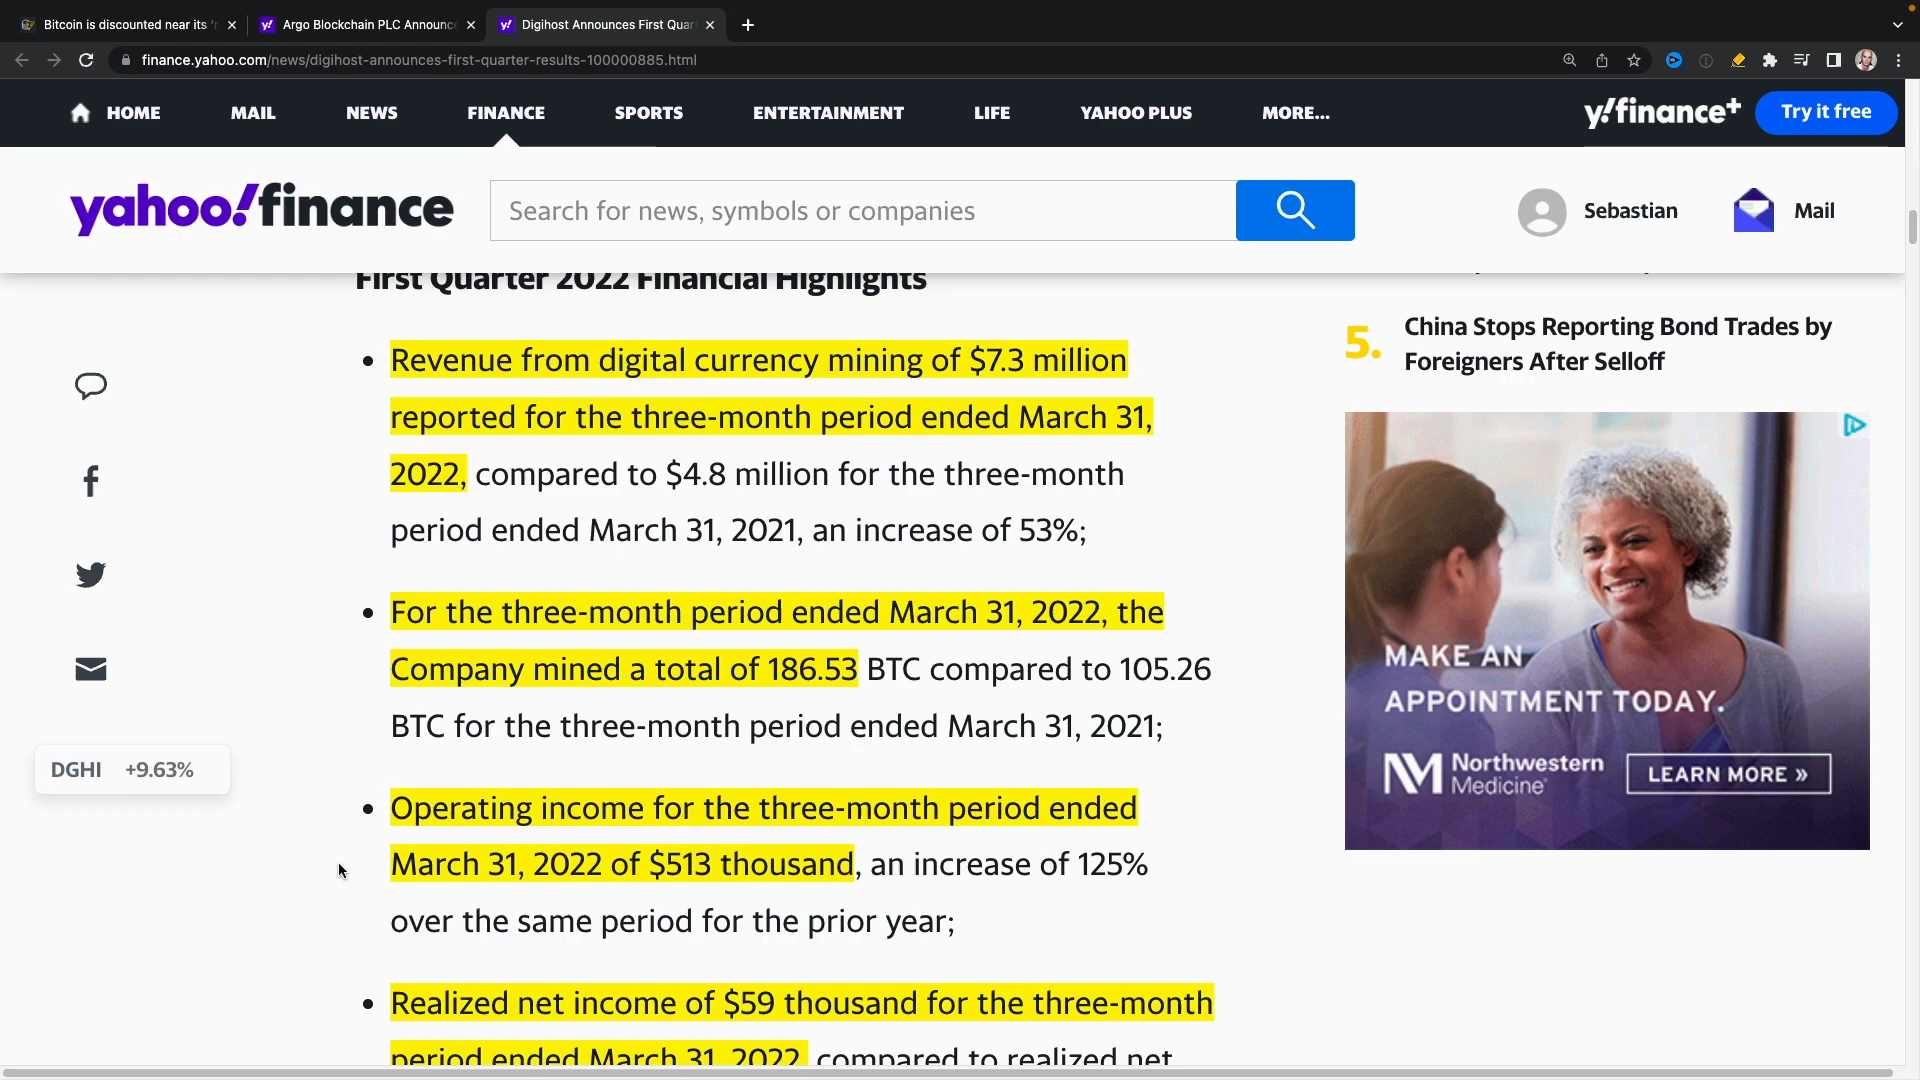 Bitcoin is discounted near its 'r
Argo Blockchain PLC Announce
Digihost Announces First Quar
finance.yahoo.com/news/digihost-announces-first-quarter-results-100000885.html
HOME MAIL NEWS FINANCE SPORTS ENTERTAINMENT LIFE YAHOO PLUS MORE...
y!finance+
Try it free
yahoo!finance
Search for news, symbols or companies
Sebastian
Mail
First Quarter 2022 Financial Highlights
• Revenue from digital currency mining of $7.3 million
reported for the three-month period ended March 31,
2022, compared to $4.8 million for the three-month
period ended March 31, 2021, an increase of 53%;
• For the three-month period ended March 31, 2022, the
Company mined a total of 186.53 BTC compared to 105.26
BTC for the three-month period ended March 31, 2021;
• Operating income for the three-month period ended
March 31, 2022 of $513 thousand, an increase of 125%
over the same period for the prior year;
• Realized net income of $59 thousand for the three-month
period ended March 31, 2022, compared to realized net
DGHI +9.63%
5. China Stops Reporting Bond Trades by
Foreigners After Selloff
MAKE AN
APPOINTMENT TODAY.
NM Northwestern
Medicine®
LEARN MORE »